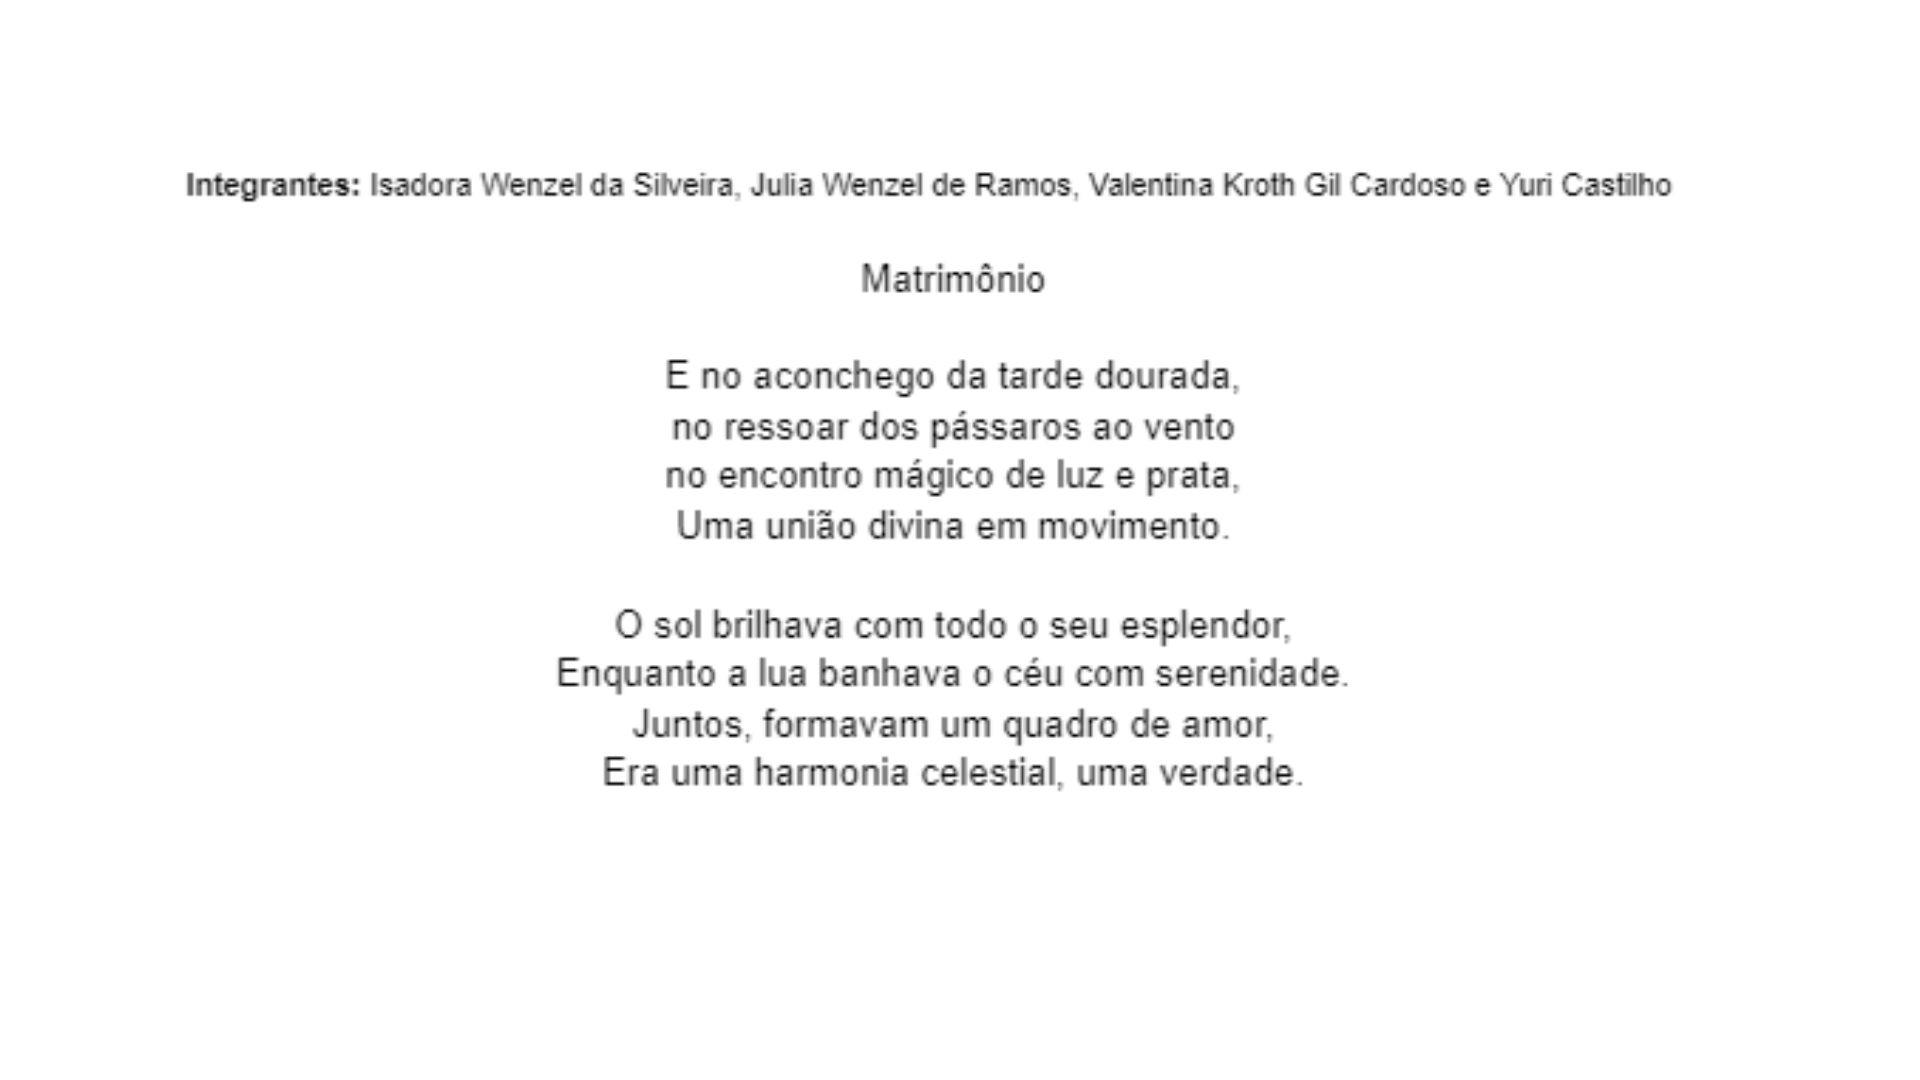 Integrantes: Isadora Wenzel da Silveira, Julia Wenzel de Ramos, Valentina Kroth Gil Cardoso e Yuri Castilho
Matrimônio
E no aconchego da tarde dourada,
no ressoar dos pássaros ao vento
no encontro mágico de luz e prata,
Uma união divina em movimento.
O sol brilhava com todo o seu esplendor,
Enquanto a lua banhava o céu com serenidade.
Juntos, formavam um quadro de amor,
Era uma harmonia celestial, uma verdade.